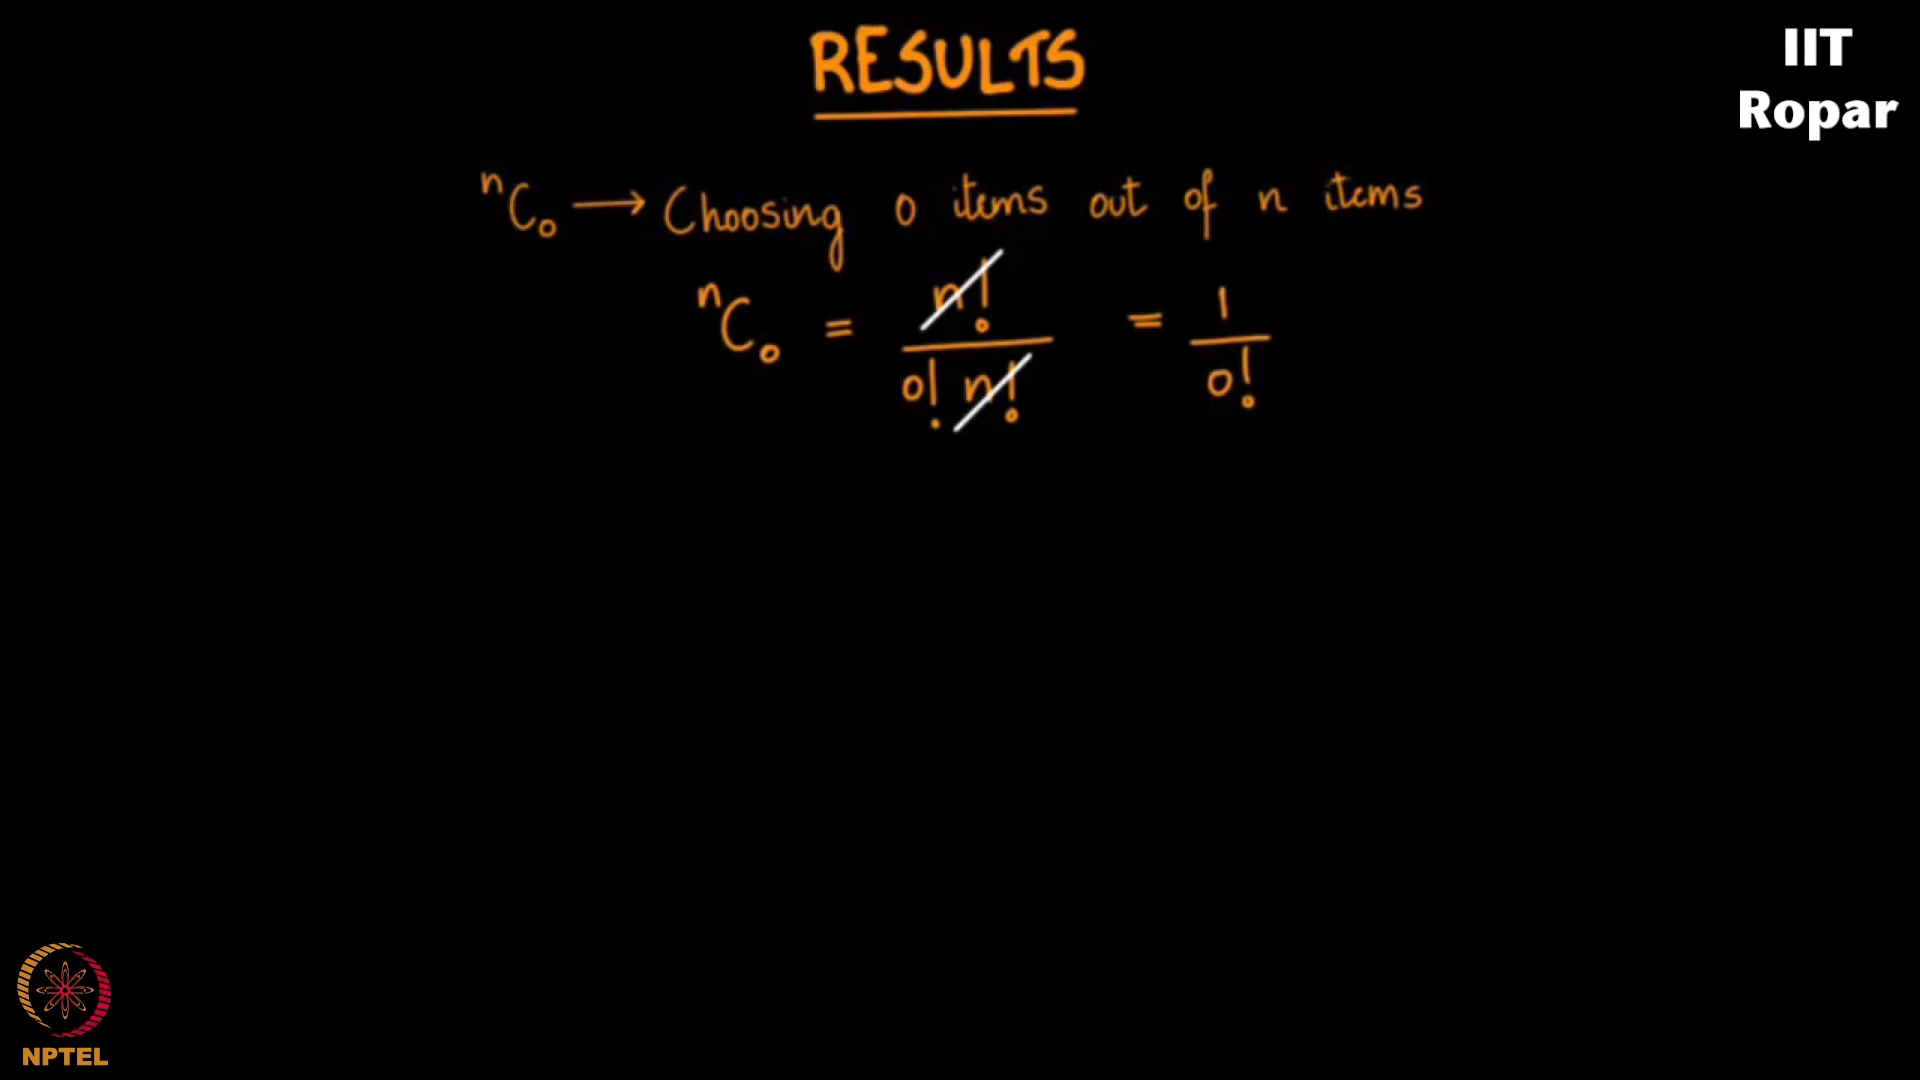 RESULTS
IIT
Ropar
ⁿC₀ → Choosing 0 items out of n items
ⁿC₀ = n! / 0! n! = 1 / 0!
NPTEL